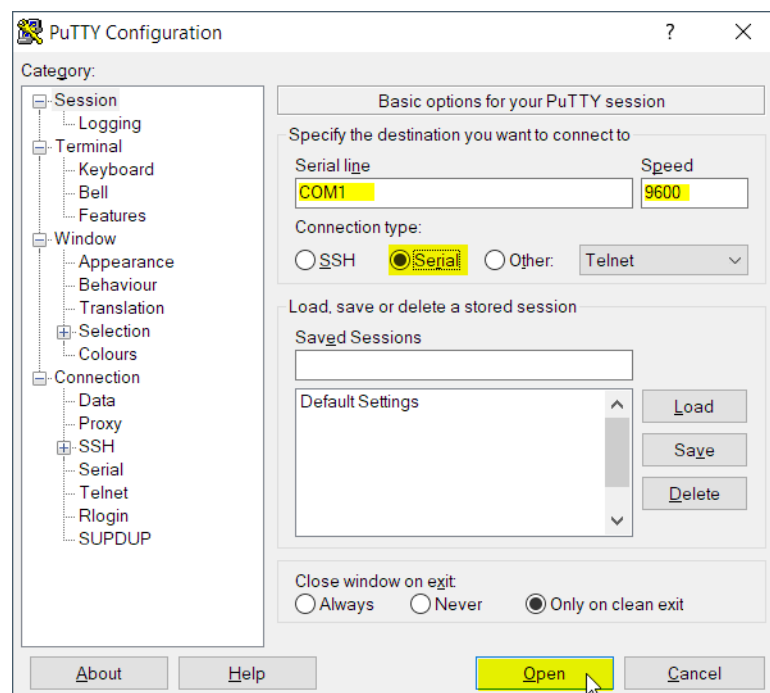 PuTTY Configuration ?
Category:
Session
Logging
Terminal
Keyboard
Bell
Features
Window
Appearance
Behaviour
Translation
Selection
Colours
Connection
Data
Proxy
SSH
Serial
Telnet
Rlogin
SUPDUP
Basic options for your PuTTY session
Specify the destination you want to connect to
Serial line Speed
COM1 9600
Connection type:
SSH Serial Other: Telnet
Load, save or delete a stored session
Saved Sessions
Default Settings
Load
Save
Delete
Close window on exit:
Always Never Only on clean exit
About Help Open Cancel